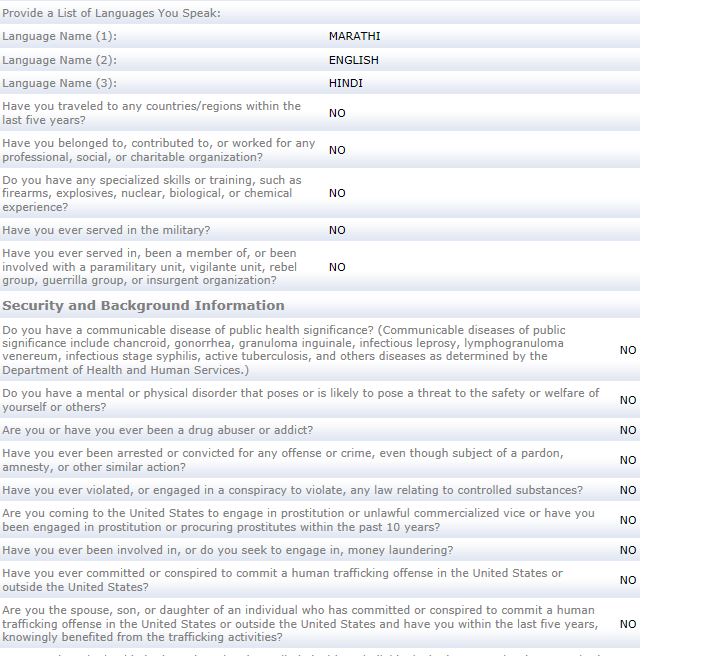 Provide a List of Languages You Speak:
Language Name (1): MARATHI
Language Name (2): ENGLISH
Language Name (3): HINDI
Have you traveled to any countries/regions within the
last five years? NO
Have you belonged to, contributed to, or worked for any
professional, social, or charitable organization? NO
Do you have any specialized skills or training, such as
firearms, explosives, nuclear, biological, or chemical NO
experience?
Have you ever served in the military? NO
Have you ever served in, been a member of, or been
involved with a paramilitary unit, vigilante unit, rebel NO
group, guerrilla group, or insurgent organization?
Security and Background Information
Do you have a communicable disease of public health significance? (Communicable diseases of public
significance include chancroid, gonorrhea, granuloma inguinale, infectious leprosy, lymphogranuloma
venereum, infectious stage syphilis, active tuberculosis, and others diseases as determined by the NO
Department of Health and Human Services.)
Do you have a mental or physical disorder that poses or is likely to pose a threat to the safety or welfare of
yourself or others? NO
Are you or have you ever been a drug abuser or addict? NO
Have you ever been arrested or convicted for any offense or crime, even though subject of a pardon,
amnesty, or other similar action? NO
Have you ever violated, or engaged in a conspiracy to violate, any law relating to controlled substances? NO
Are you coming to the United States to engage in prostitution or unlawful commercialized vice or have you
been engaged in prostitution or procuring prostitutes within the past 10 years? NO
Have you ever been involved in, or do you seek to engage in, money laundering? NO
Have you ever committed or conspired to commit a human trafficking offense in the United States or
outside the United States? NO
Are you the spouse, son, or daughter of an individual who has committed or conspired to commit a human
trafficking offense in the United States or outside the United States and have you within the last five years, NO
knowingly benefited from the trafficking activities?